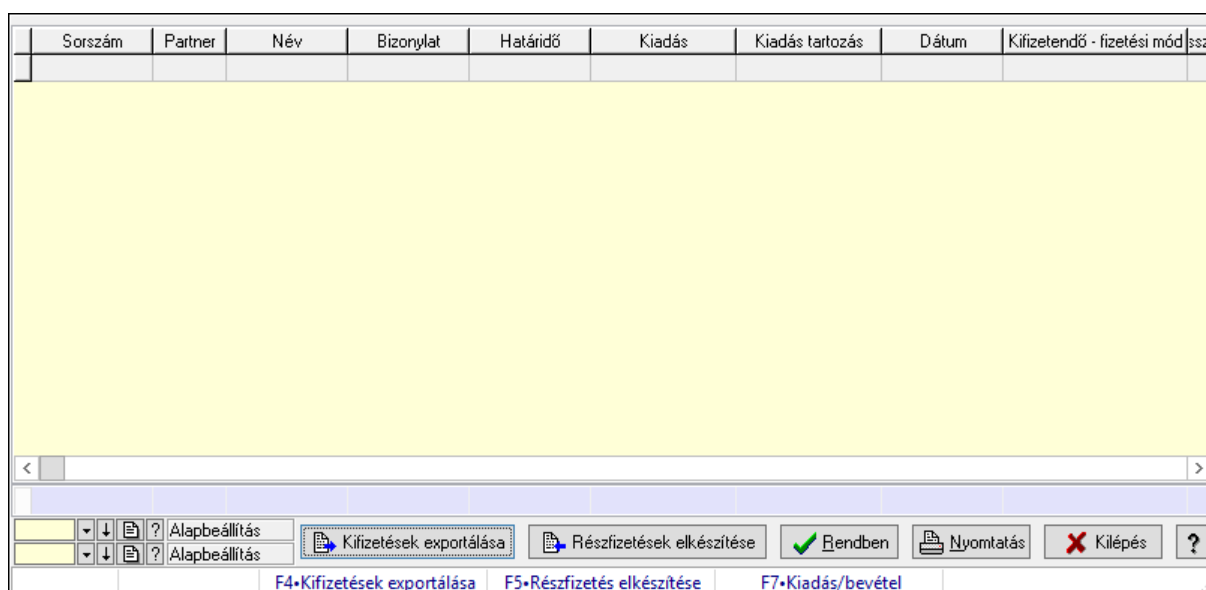 Sorszám Partner Név Bizonylat Határidő Kiadás Kiadás tartozás Dátum Kifizetendő - fizetési mód ssz
? Alapbeállítás
? Alapbeállítás
Kifizetések exportálása Részfizetések elkészítése Rendben Nyomtatás Kilépés ?
F4•Kifizetések exportálása F5•Részfizetés elkészítése F7•Kiadás/bevétel